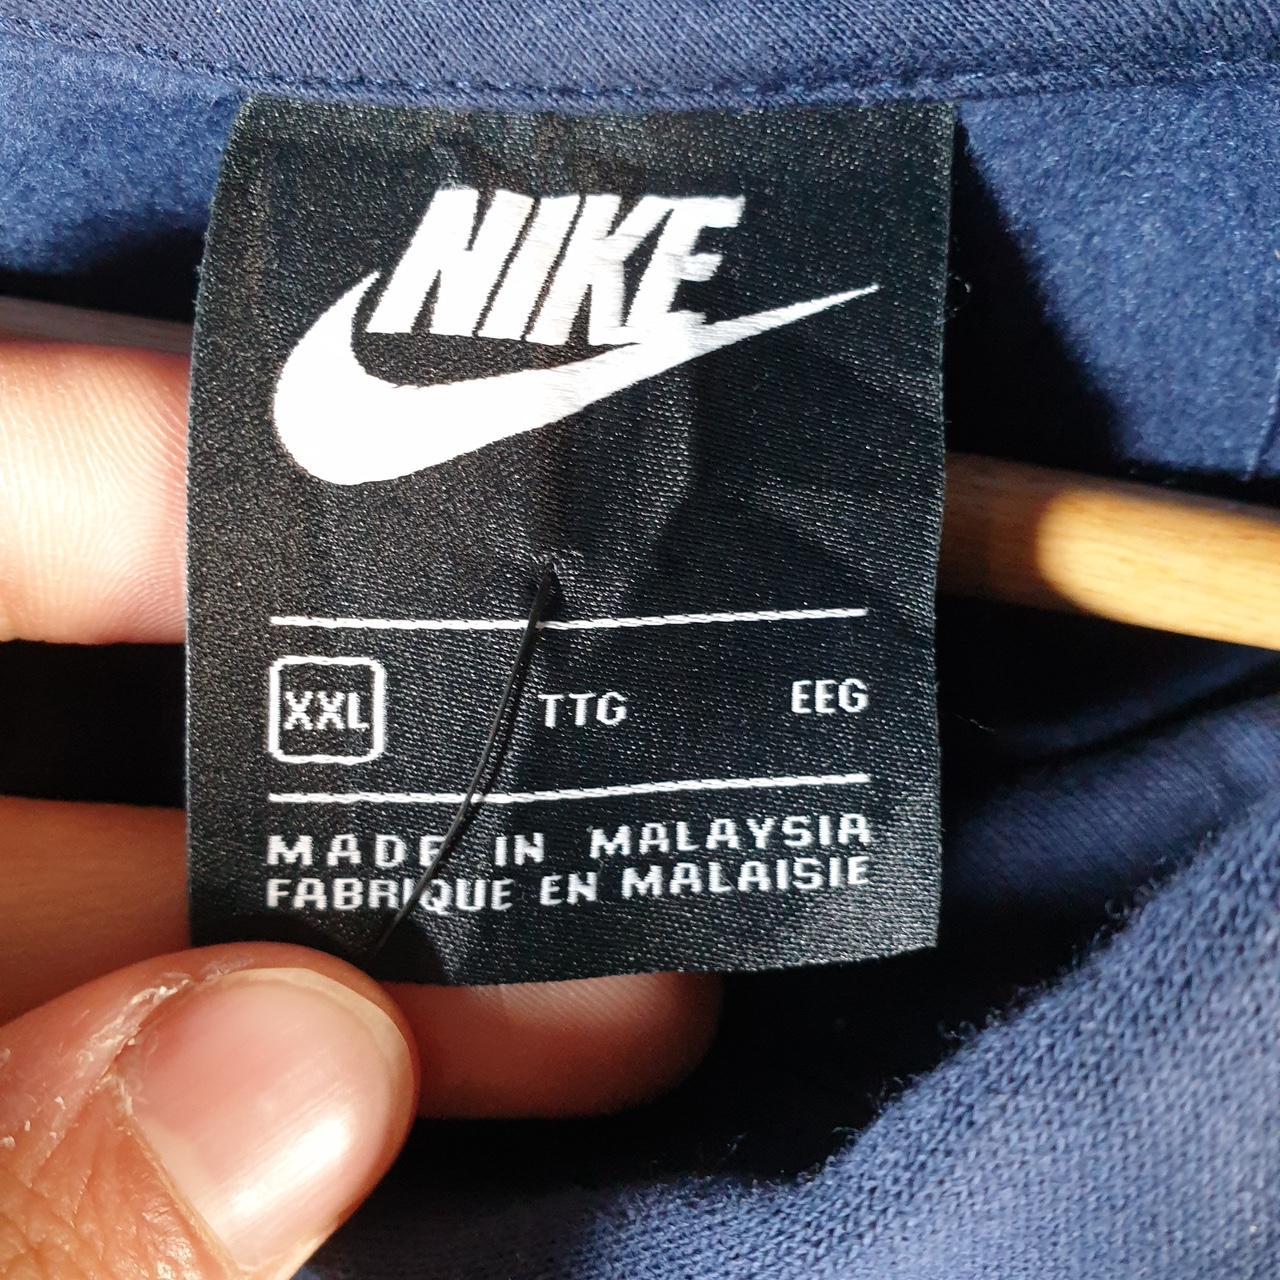 NIKE
XXL TTG EEG
MADE IN MALAYSIA
FABRIQUE EN MALAISIE